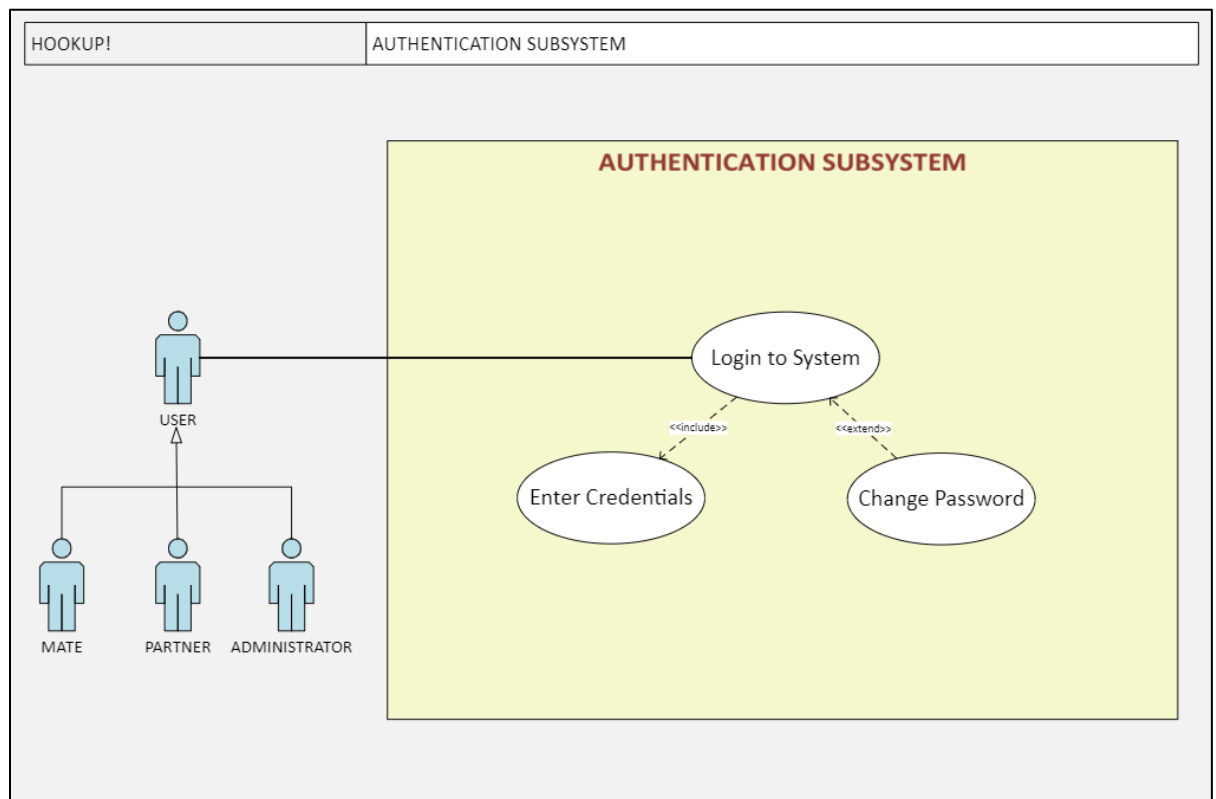 HOOKUP!
AUTHENTICATION SUBSYSTEM
AUTHENTICATION SUBSYSTEM
Login to System
USER
<<include>>
<<extend>>
Enter Credentials
Change Password
MATE
PARTNER
ADMINISTRATOR